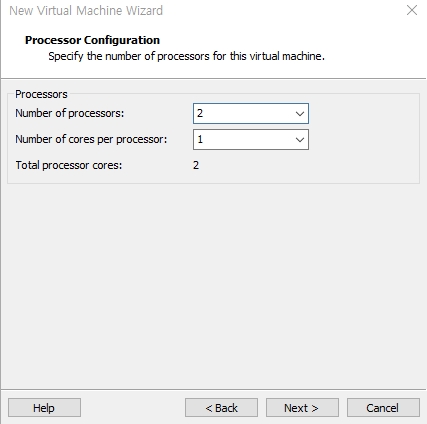 New Virtual Machine Wizard
Processor Configuration
Specify the number of processors for this virtual machine.
Processors
Number of processors: 2
Number of cores per processor: 1
Total processor cores: 2
Help < Back Next > Cancel